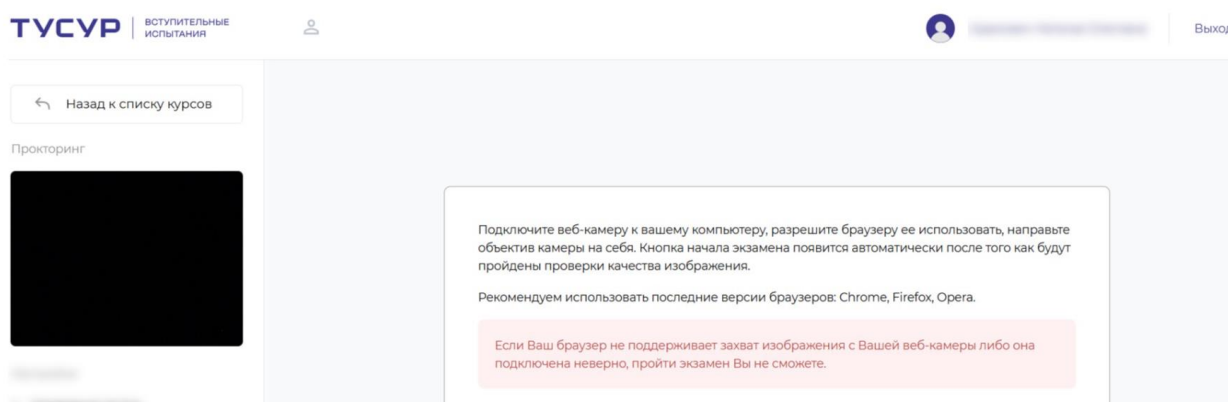 ТУСУР
ВСТУПИТЕЛЬНЫЕ
ИСПЫТАНИЯ
Выход
Назад к списку курсов
Прокторинг
Подключите веб-камеру к вашему компьютеру, разрешите браузеру ее использовать, направьте
объектив камеры на себя. Кнопка начала экзамена появится автоматически после того как будут
пройдены проверки качества изображения.
Рекомендуем использовать последние версии браузеров: Chrome, Firefox, Opera.
Если Ваш браузер не поддерживает захват изображения с Вашей веб-камеры либо она
подключена неверно, пройти экзамен Вы не сможете.